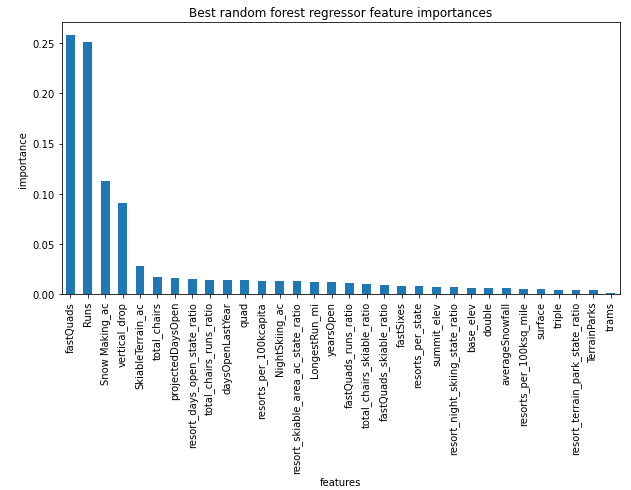 Best random forest regressor feature importances
0.25
0.20
0.15
0.10
0.05
0.00
importance
fastQuads
Runs
Snow Making_ac
vertical_drop
SkiableTerrain_ac
total_chairs
projectedDaysOpen
resort_days_open_state_ratio
total_chairs_runs_ratio
daysOpenLastYear
quad
resorts_per_100kcapita
NightSkiing_ac
resort_skiable_area_ac_state_ratio
LongestRun_mi
yearsOpen
fastQuads_runs_ratio
total_chairs_skiable_ratio
fastQuads_skiable_ratio
fastSixes
resorts_per_state
summit_elev
resort_night_skiing_state_ratio
base_elev
double
averageSnowfall
resorts_per_100ksq_mile
surface
triple
resort_terrain_park_state_ratio
TerrainParks
trams
features